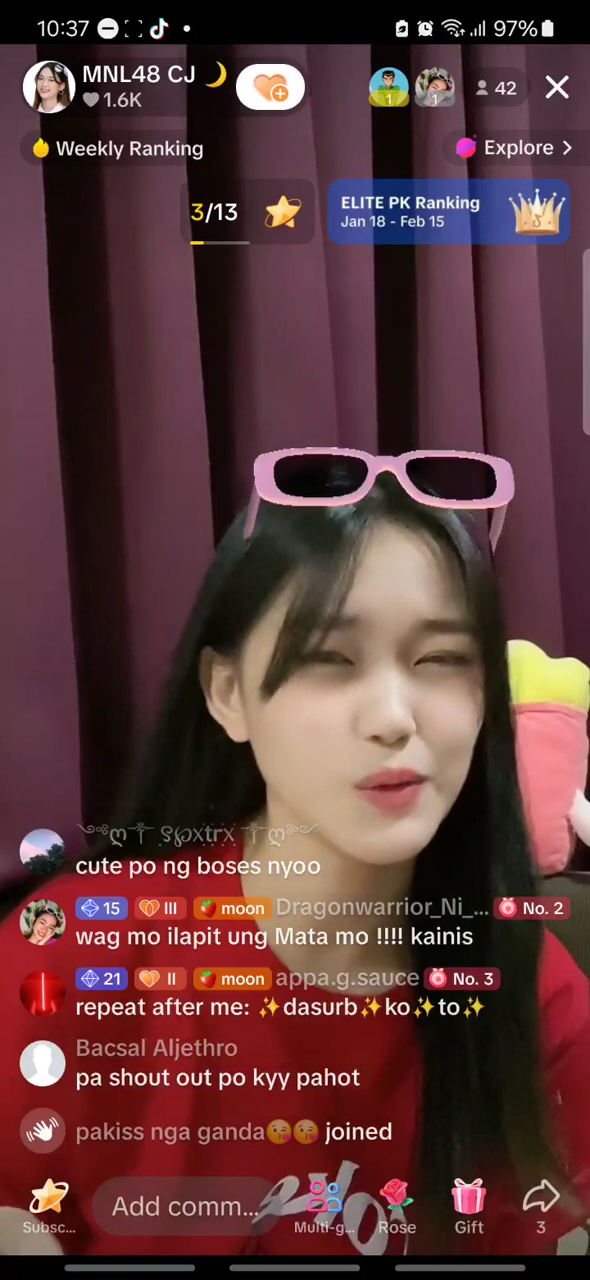 10:37
97%
MNL48 CJ 🌙
1.6K
1
1
42
Weekly Ranking
Explore
3/13
ELITE PK Ranking
Jan 18 - Feb 15
cute po ng boses nyoo
15 III moon Dragonwarrior_Ni_... No. 2
wag mo ilapit ung Mata mo !!!! kainis
21 II moon appa.g.sauce No. 3
repeat after me: ✨dasurb✨ko✨to✨
Bacsal Aljethro
pa shout out po kyy pahot
pakiss nga ganda😘😘 joined
Add comm...
Subsc...
Multi-g...
Rose
Gift
3